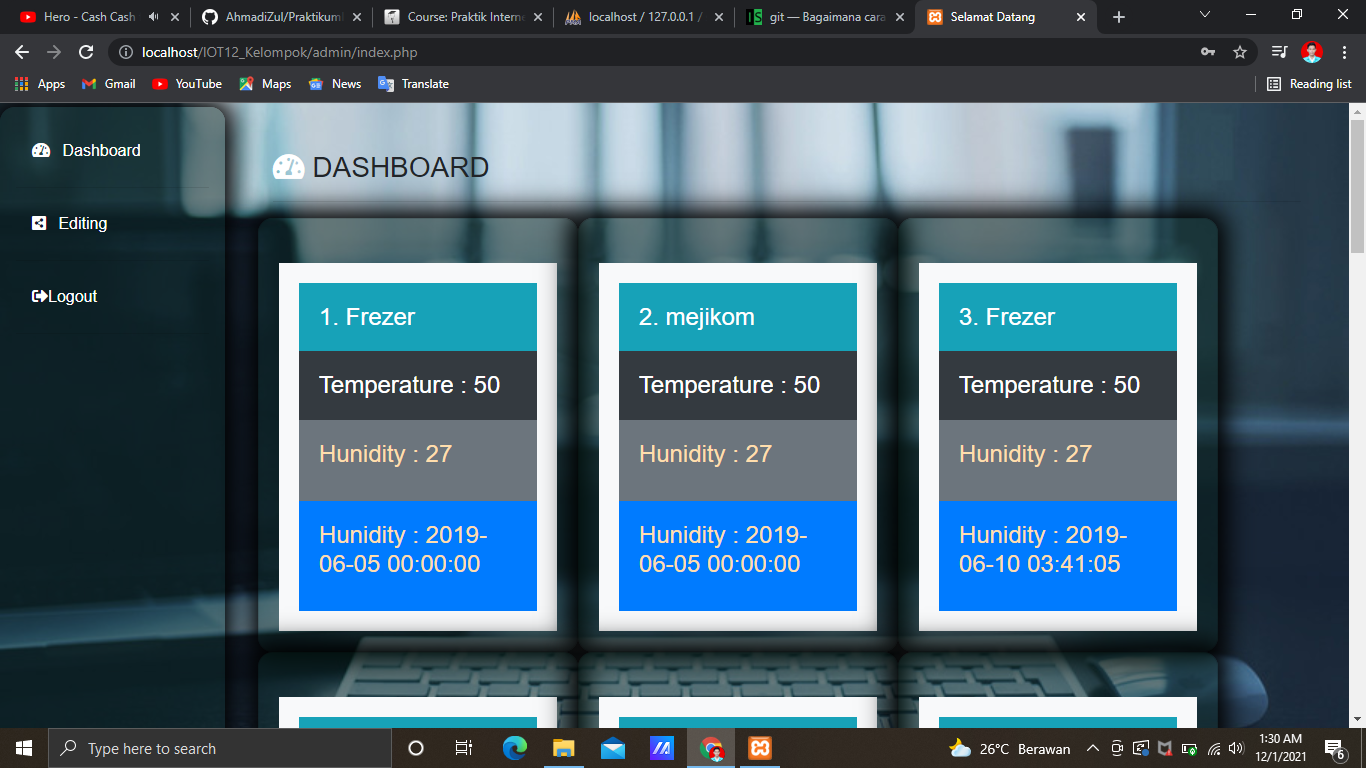 Hero - Cash Cash
AhmadiZul/Praktikuml
Course: Praktik Interne
localhost / 127.0.0.1 /
git — Bagaimana cara
Selamat Datang
localhost/IOT12_Kelompok/admin/index.php
Apps
Gmail
YouTube
Maps
News
Translate
Reading list
Dashboard
Editing
Logout
DASHBOARD
1. Frezer
Temperature : 50
Hunidity : 27
Hunidity : 2019-
06-05 00:00:00
2. mejikom
Temperature : 50
Hunidity : 27
Hunidity : 2019-
06-05 00:00:00
3. Frezer
Temperature : 50
Hunidity : 27
Hunidity : 2019-
06-10 03:41:05
Type here to search
26°C Berawan
1:30 AM
12/1/2021
6